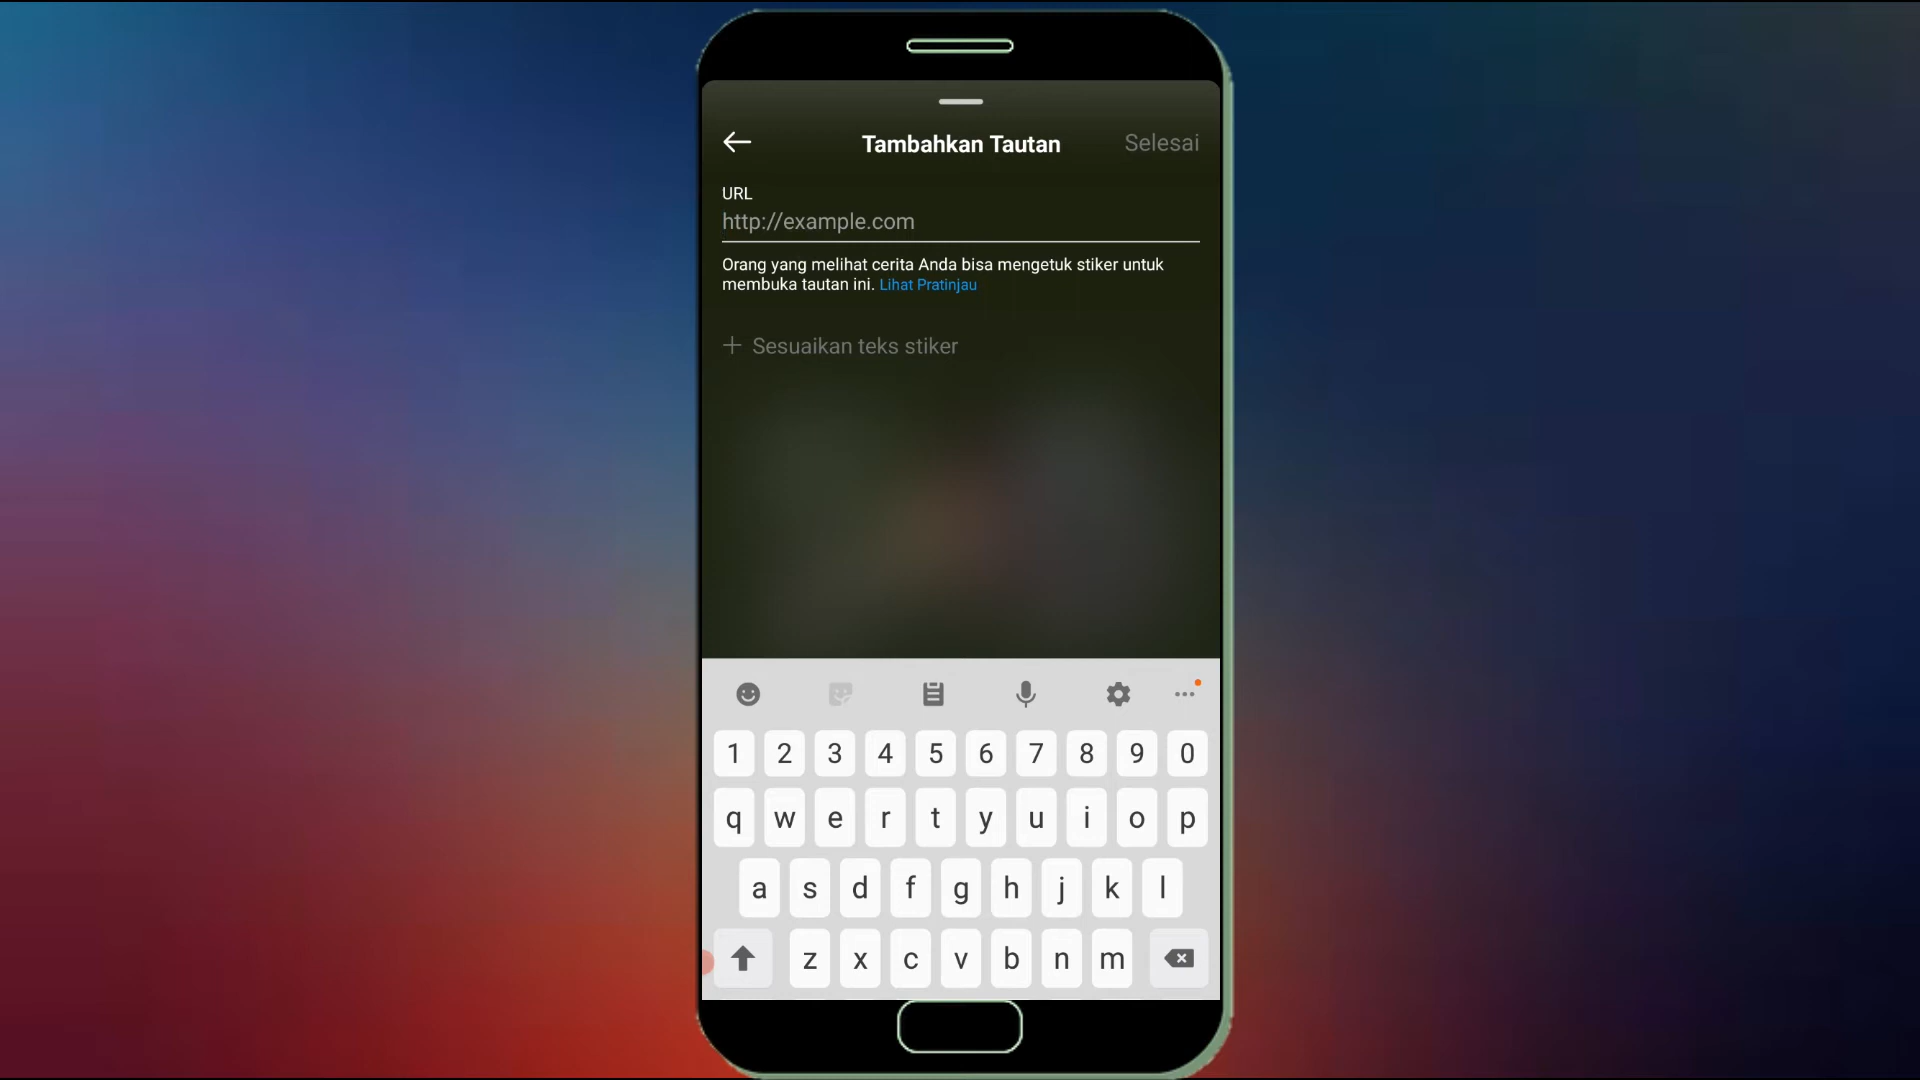 Tambahkan Tautan
Selesai
URL
http://example.com
Orang yang melihat cerita Anda bisa mengetuk stiker untuk
membuka tautan ini. Lihat Pratinjau
+ Sesuaikan teks stiker
1 2 3 4 5 6 7 8 9 0
q w e r t y u i o p
a s d f g h j k l
z x c v b n m